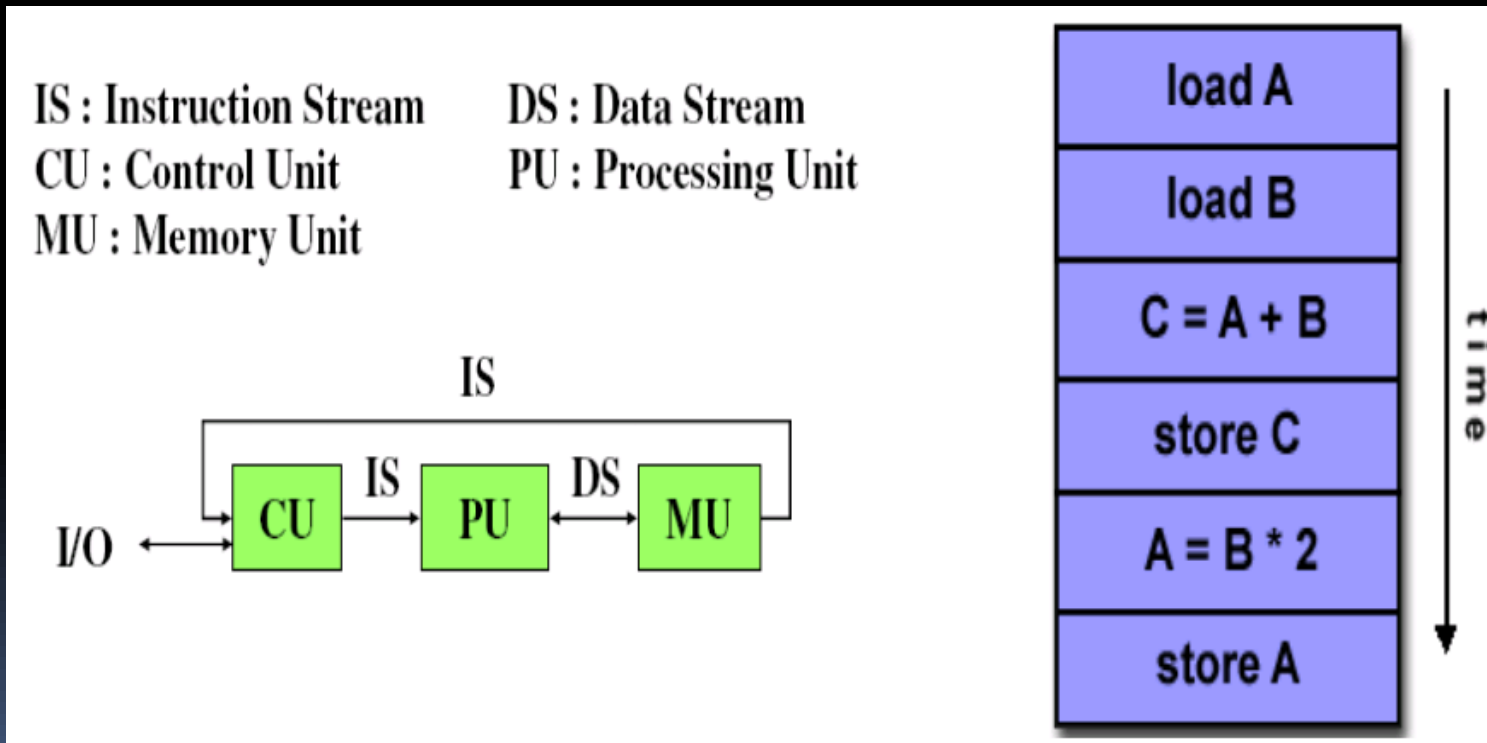 IS : Instruction Stream DS : Data Stream
CU : Control Unit PU : Processing Unit
MU : Memory Unit
IS
IS DS
CU PU MU
I/O
load A
load B
C = A + B
store C
A = B * 2
store A
time